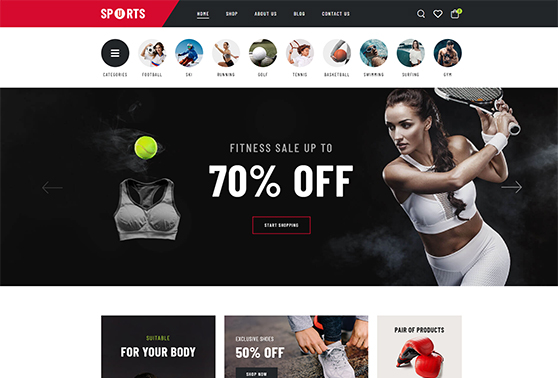 SPORTS
HOME SHOP ABOUT US BLOG CONTACT US
CATEGORIES FOOTBALL SKI RUNNING GOLF TENNIS BASKETBALL SWIMMING SURFING GYM
FITNESS SALE UP TO
70% OFF
START SHOPPING
SUITABLE
FOR YOUR BODY
EXCLUSIVE SHOES
50% OFF
SHOP NOW
PAIR OF PRODUCTS